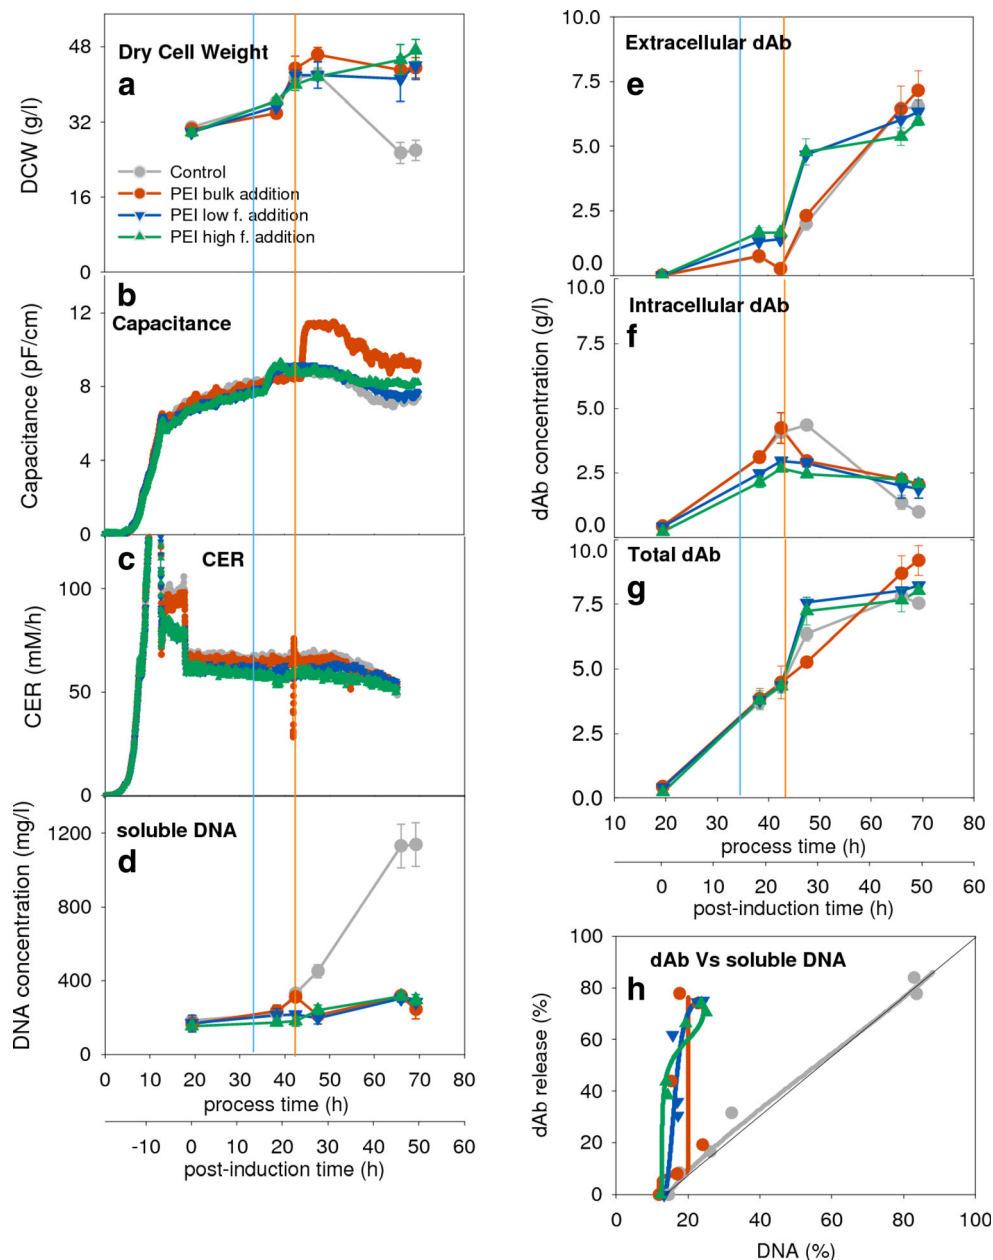 Dry Cell Weight
a
DCW (g/l)
48
32
16
0
Control
PEI bulk addition
PEI low f. addition
PEI high f. addition
b
Capacitance
Capacitance (pF/cm)
12
8
4
0
c
CER
CER (mM/h)
100
50
0
soluble DNA
d
DNA concentration (mg/l)
1200
800
400
0
0 10 20 30 40 50 60 70 80
process time (h)
-10 0 10 20 30 40 50
post-induction time (h)
10.0
Extracellular dAb
e
7.5
5.0
2.5
0.0
10.0
Intracellular dAb
f
7.5
5.0
2.5
0.0
dAb concentration (g/l)
10.0
Total dAb
g
7.5
5.0
2.5
0.0
10 20 30 40 50 60 70 80
process time (h)
0 10 20 30 40 50 60
post-induction time (h)
100
h
dAb Vs soluble DNA
80
60
40
20
0
dAb release (%)
0 20 40 60 80 100
DNA (%)